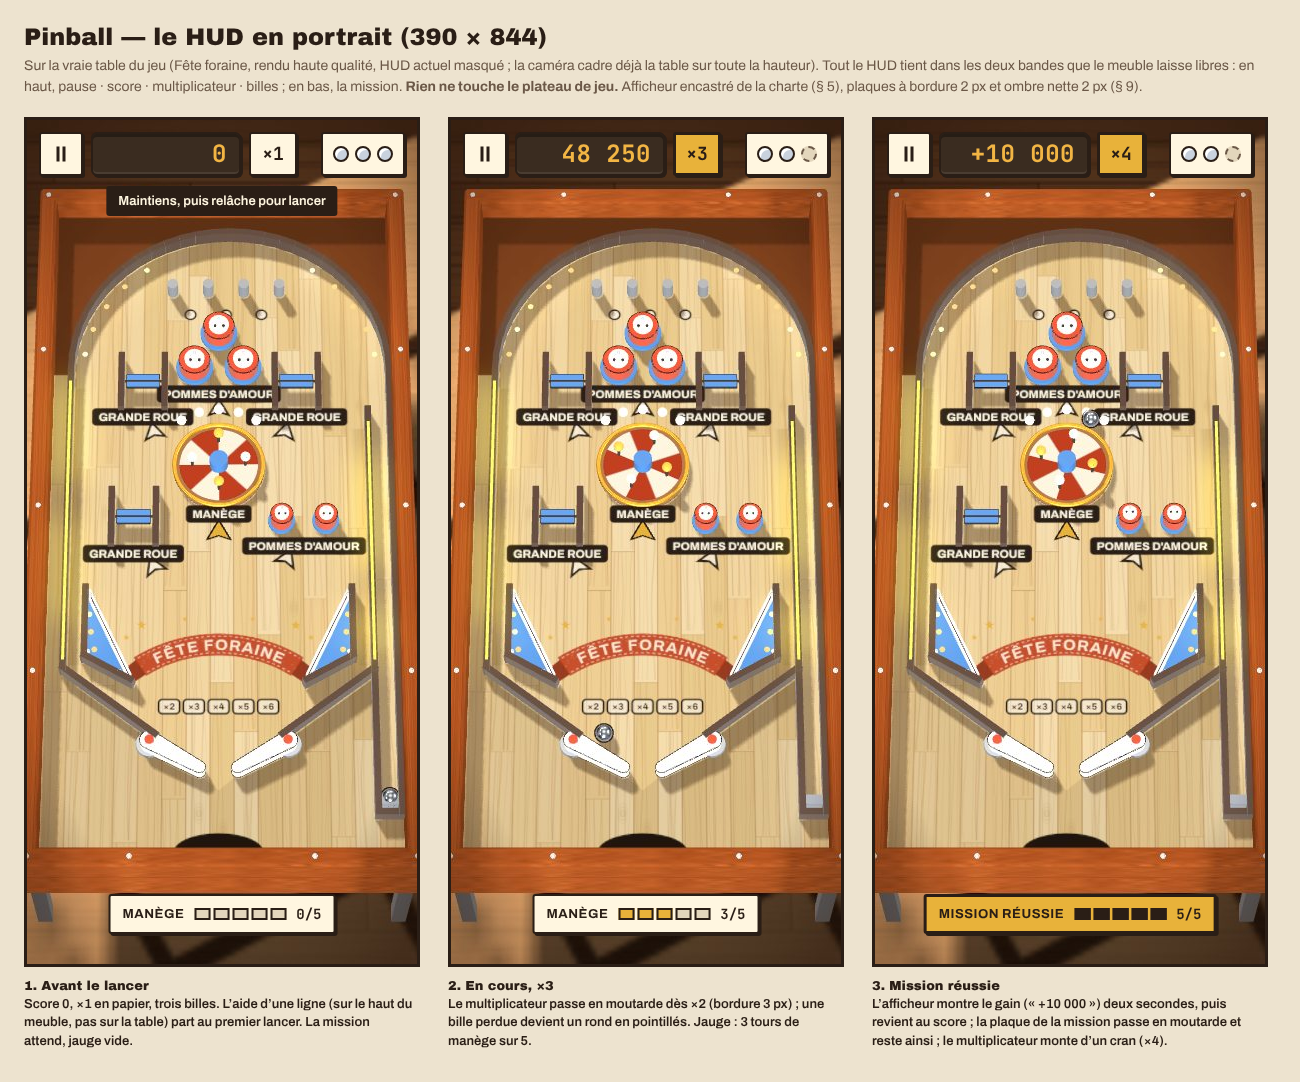 Pinball — le HUD en portrait (390 × 844)
Sur la vraie table du jeu (Fête foraine, rendu haute qualité, HUD actuel masqué ; la caméra cadre déjà la table sur toute la hauteur). Tout le HUD tient dans les deux bandes que le meuble laisse libres : en
haut, pause · score · multiplicateur · billes ; en bas, la mission. Rien ne touche le plateau de jeu. Afficheur encastré de la charte (§ 5), plaques à bordure 2 px et ombre nette 2 px (§ 9).
0
×1
Maintiens, puis relâche pour lancer
POMMES D'AMOUR
GRANDE ROUE
GRANDE ROUE
MANÈGE
POMMES D'AMOUR
GRANDE ROUE
FÊTE FORAINE
×2 ×3 ×4 ×5 ×6
MANÈGE 0/5
1. Avant le lancer
Score 0, ×1 en papier, trois billes. L’aide d’une ligne (sur le haut du
meuble, pas sur la table) part au premier lancer. La mission
attend, jauge vide.
48 250
×3
POMMES D'AMOUR
GRANDE ROUE
GRANDE ROUE
MANÈGE
POMMES D'AMOUR
GRANDE ROUE
FÊTE FORAINE
×2 ×3 ×4 ×5 ×6
MANÈGE 3/5
2. En cours, ×3
Le multiplicateur passe en moutarde dès ×2 (bordure 3 px) ; une
bille perdue devient un rond en pointillés. Jauge : 3 tours de
manège sur 5.
+10 000
×4
POMMES D'AMOUR
GRANDE ROUE
GRANDE ROUE
MANÈGE
POMMES D'AMOUR
GRANDE ROUE
FÊTE FORAINE
×2 ×3 ×4 ×5 ×6
MISSION RÉUSSIE 5/5
3. Mission réussie
L’afficheur montre le gain (« +10 000 ») deux secondes, puis
revient au score ; la plaque de la mission passe en moutarde et
reste ainsi ; le multiplicateur monte d’un cran (×4).